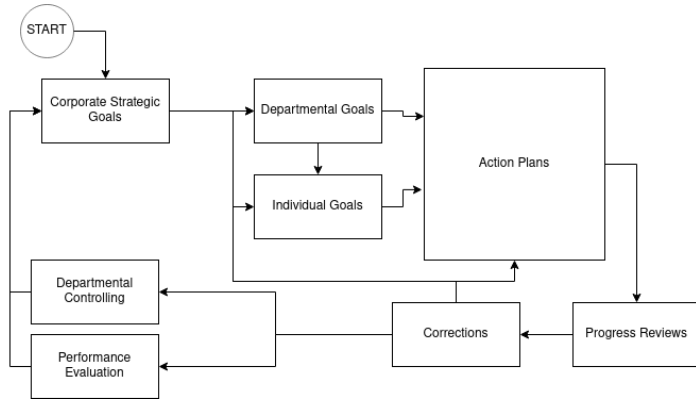 START
Corporate Strategic
Goals
Departmental Goals
Action Plans
Individual Goals
Departmental
Controlling
Corrections
Progress Reviews
Performance
Evaluation